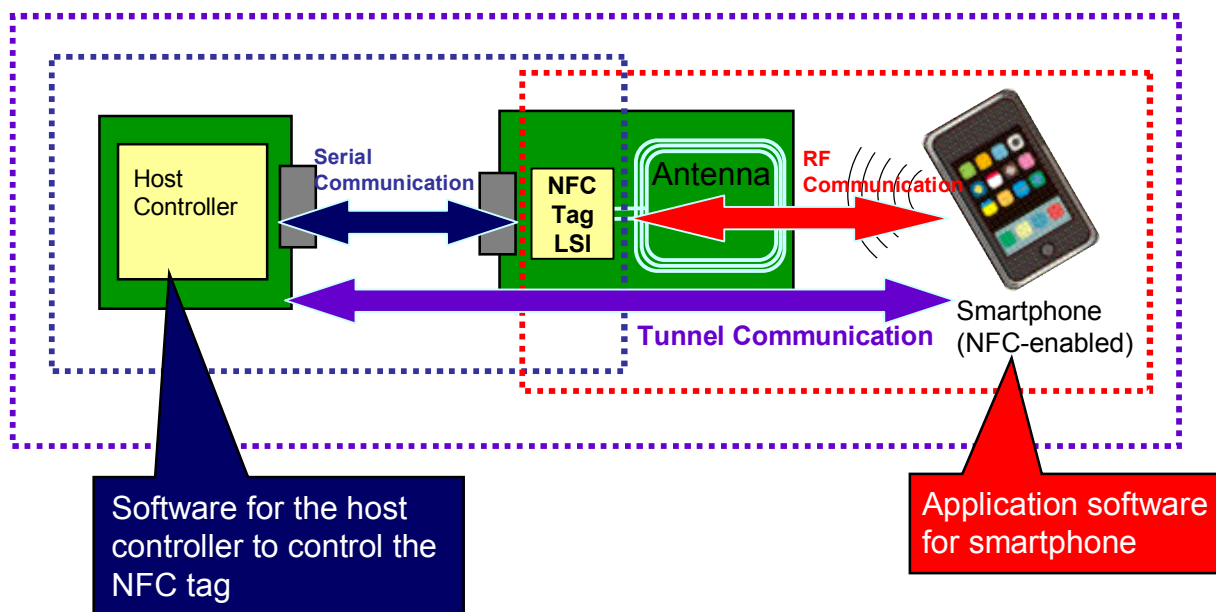 Host
Controller
Serial
Communication
NFC
Tag
LSI
Antenna
RF
Communication
Tunnel Communication
Smartphone
(NFC-enabled)
Software for the host
controller to control the
NFC tag
Application software
for smartphone